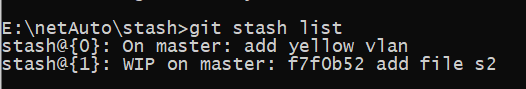 E:\netAuto\stash>git stash list
stash@{0}: On master: add yellow vlan
stash@{1}: WIP on master: f7f0b52 add file s2